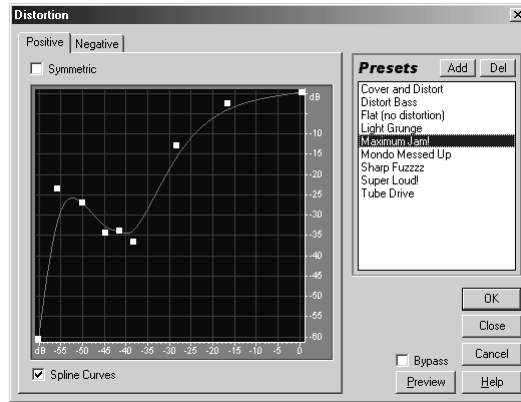 Distortion
Positive Negative
Symmetric
dB
-10
-15
-20
-25
-30
-35
-40
-45
-50
-55
-60
dB -55 -50 -45 -40 -35 -30 -25 -20 -15 -10 -5 0
Spline Curves
Presets Add Del
Cover and Distort
Distort Bass
Flat (no distortion)
Light Grunge
Maximum Jam!
Mondo Messed Up
Sharp Fuzzzz
Super Loud!
Tube Drive
OK
Close
Cancel
Bypass
Preview Help